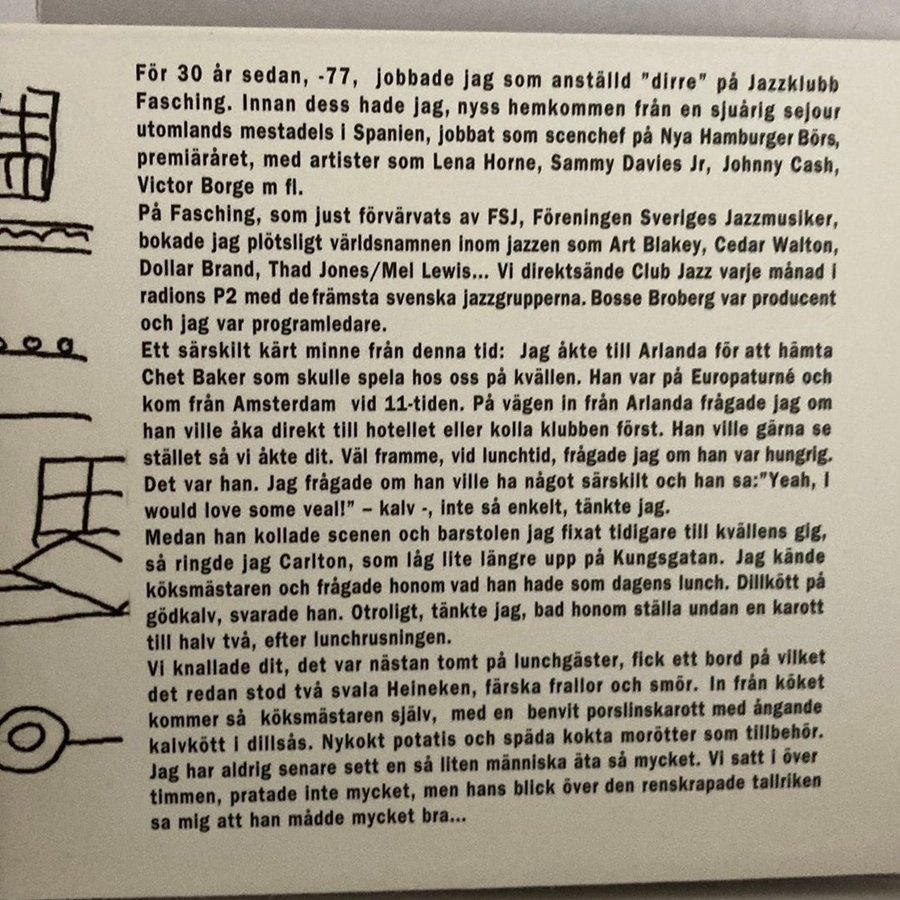 För 30 år sedan, -77, jobbade jag som anställd ”dirre” på Jazzklubb
Fasching. Innan dess hade jag, nyss hemkommen från en sjuårig sejour
utomlands mestadels i Spanien, jobbat som scenchef på Nya Hamburger Börs,
premiäråret, med artister som Lena Horne, Sammy Davies Jr, Johnny Cash,
Victor Borge m fl.
På Fasching, som just förvärvats av FSJ, Föreningen Sveriges Jazzmusiker,
bokade jag plötsligt världsnamnen inom jazzen som Art Blakey, Cedar Walton,
Dollar Brand, Thad Jones/Mel Lewis... Vi direktsände Club Jazz varje månad i
radions P2 med de främsta svenska jazzgrupperna. Bosse Broberg var producent
och jag var programledare.
Ett särskilt kärt minne från denna tid: Jag åkte till Arlanda för att hämta
Chet Baker som skulle spela hos oss på kvällen. Han var på Europaturné och
kom från Amsterdam vid 11-tiden. På vägen in från Arlanda frågade jag om
han ville åka direkt till hotellet eller kolla klubben först. Han ville gärna se
stället så vi åkte dit. Väl framme, vid lunchtid, frågade jag om han var hungrig.
Det var han. Jag frågade om han ville ha något särskilt och han sa:”Yeah, I
would love some veal!” – kalv -, inte så enkelt, tänkte jag.
Medan han kollade scenen och barstolen jag fixat tidigare till kvällens gig,
så ringde jag Carlton, som låg lite längre upp på Kungsgatan. Jag kände
köksmästaren och frågade honom vad han hade som dagens lunch. Dillkött på
gödkalv, svarade han. Otroligt, tänkte jag, bad honom ställa undan en karott
till halv två, efter lunchrusningen.
Vi knallade dit, det var nästan tomt på lunchgäster, fick ett bord på vilket
det redan stod två svala Heineken, färska frallor och smör. In från köket
kommer så köksmästaren själv, med en benvit porslinskarott med ångande
kalvkött i dillsås. Nykokt potatis och späda kokta morötter som tillbehör.
Jag har aldrig senare sett en så liten människa äta så mycket. Vi satt i över
timmen, pratade inte mycket, men hans blick över den renskrapade tallriken
sa mig att han mådde mycket bra...